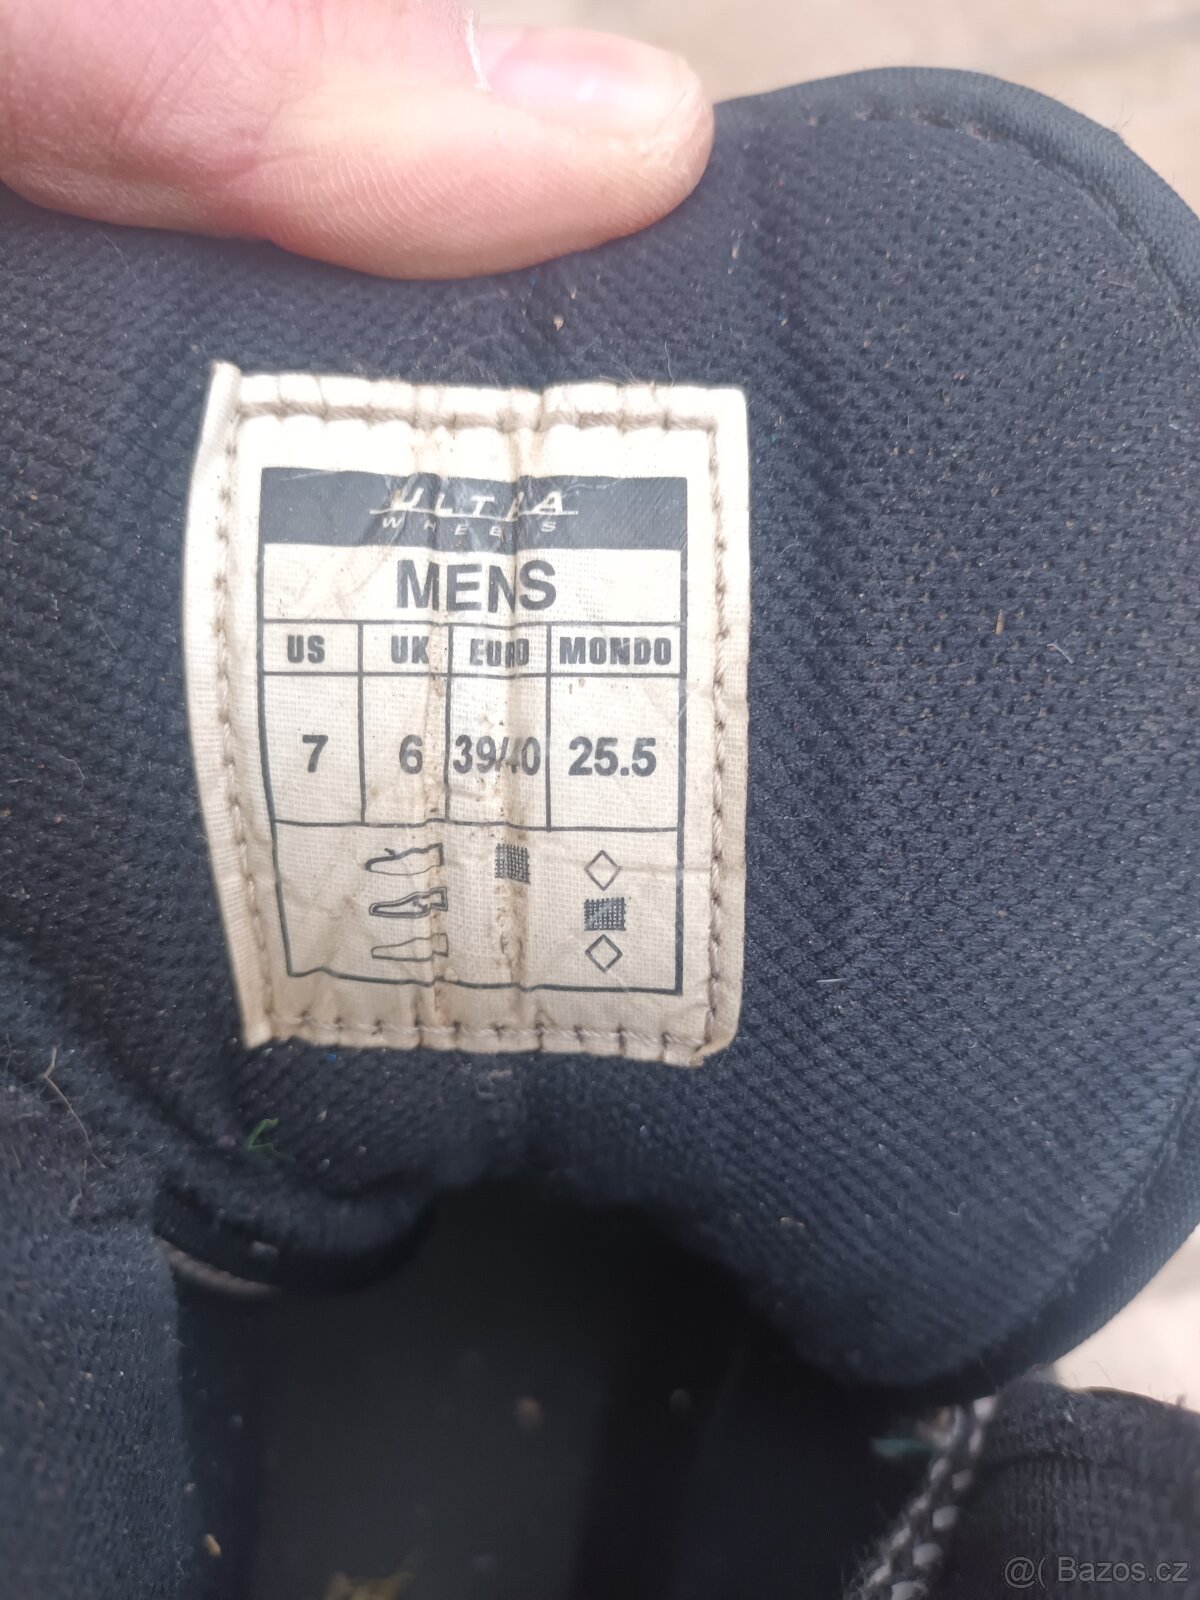 ULTRA
WHEELS
MENS
US UK EURO MONDO
7 6 39/40 25.5
@( Bazos.cz